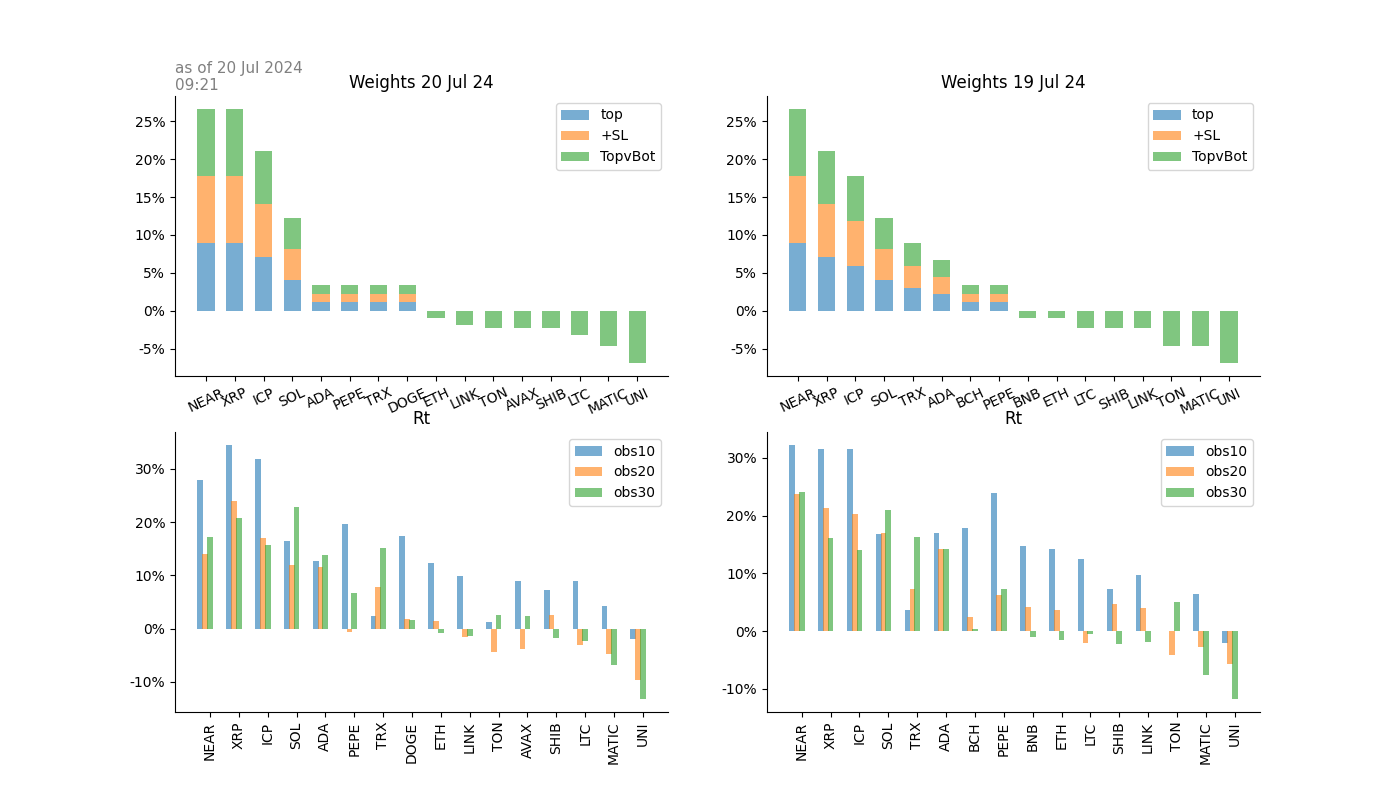 as of 20 Jul 2024
09:21
Weights 20 Jul 24
25%
20%
15%
10%
5%
0%
-5%
top
+SL
TopvBot
NEAR XRP ICP SOL ADA PEPE TRX DOGE ETH LINK TON AVAX SHIB LTC MATIC UNI
Weights 19 Jul 24
25%
20%
15%
10%
5%
0%
-5%
top
+SL
TopvBot
NEAR XRP ICP SOL TRX ADA BCH PEPE BNB ETH LTC SHIB LINK TON MATIC UNI
Rt
30%
20%
10%
0%
-10%
obs10
obs20
obs30
NEAR XRP ICP SOL ADA PEPE TRX DOGE ETH LINK TON AVAX SHIB LTC MATIC UNI
Rt
30%
20%
10%
0%
-10%
obs10
obs20
obs30
NEAR XRP ICP SOL TRX ADA BCH PEPE BNB ETH LTC SHIB LINK TON MATIC UNI